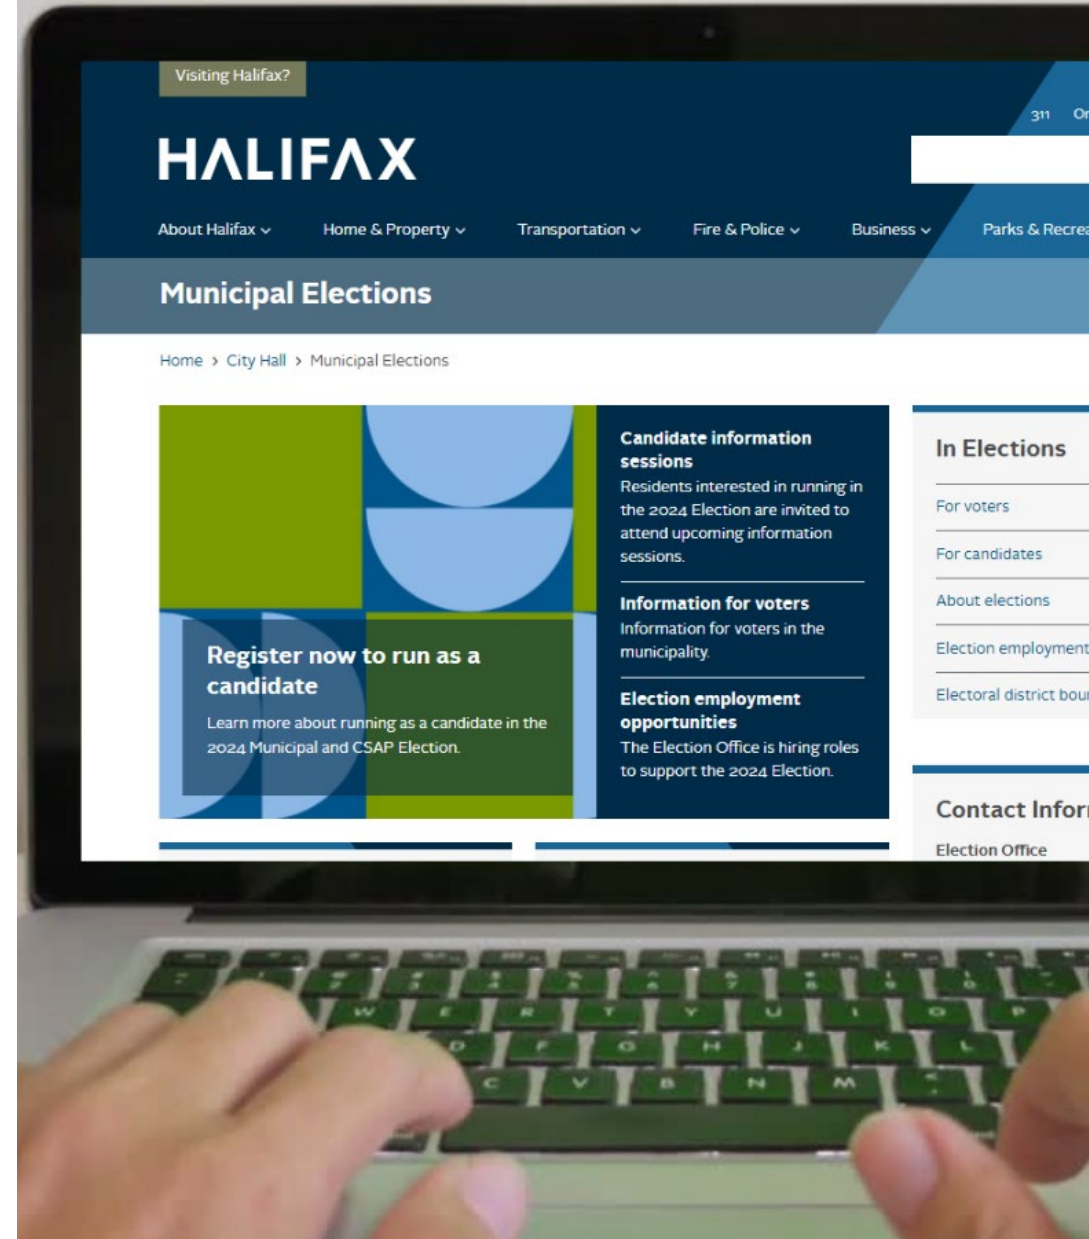 Visiting Halifax?
311
HALIFAX
About Halifax
Home & Property
Transportation
Fire & Police
Business
Parks &
Municipal Elections
Home > City Hall > Municipal Elections
Register now to run as a
candidate
Learn more about running as a candidate in the
2024 Municipal and CSAP Election.
Candidate information
sessions
Residents interested in running in
the 2024 Election are invited to
attend upcoming information
sessions.
Information for voters
Information for voters in the
municipality.
Election employment
opportunities
The Election Office is hiring roles
to support the 2024 Election.
In Elections
For voters
For candidates
About elections
Election employment
Electoral district
Contact
Election Office
W E R T Y U I O P
D F G H J K L
C V B N M